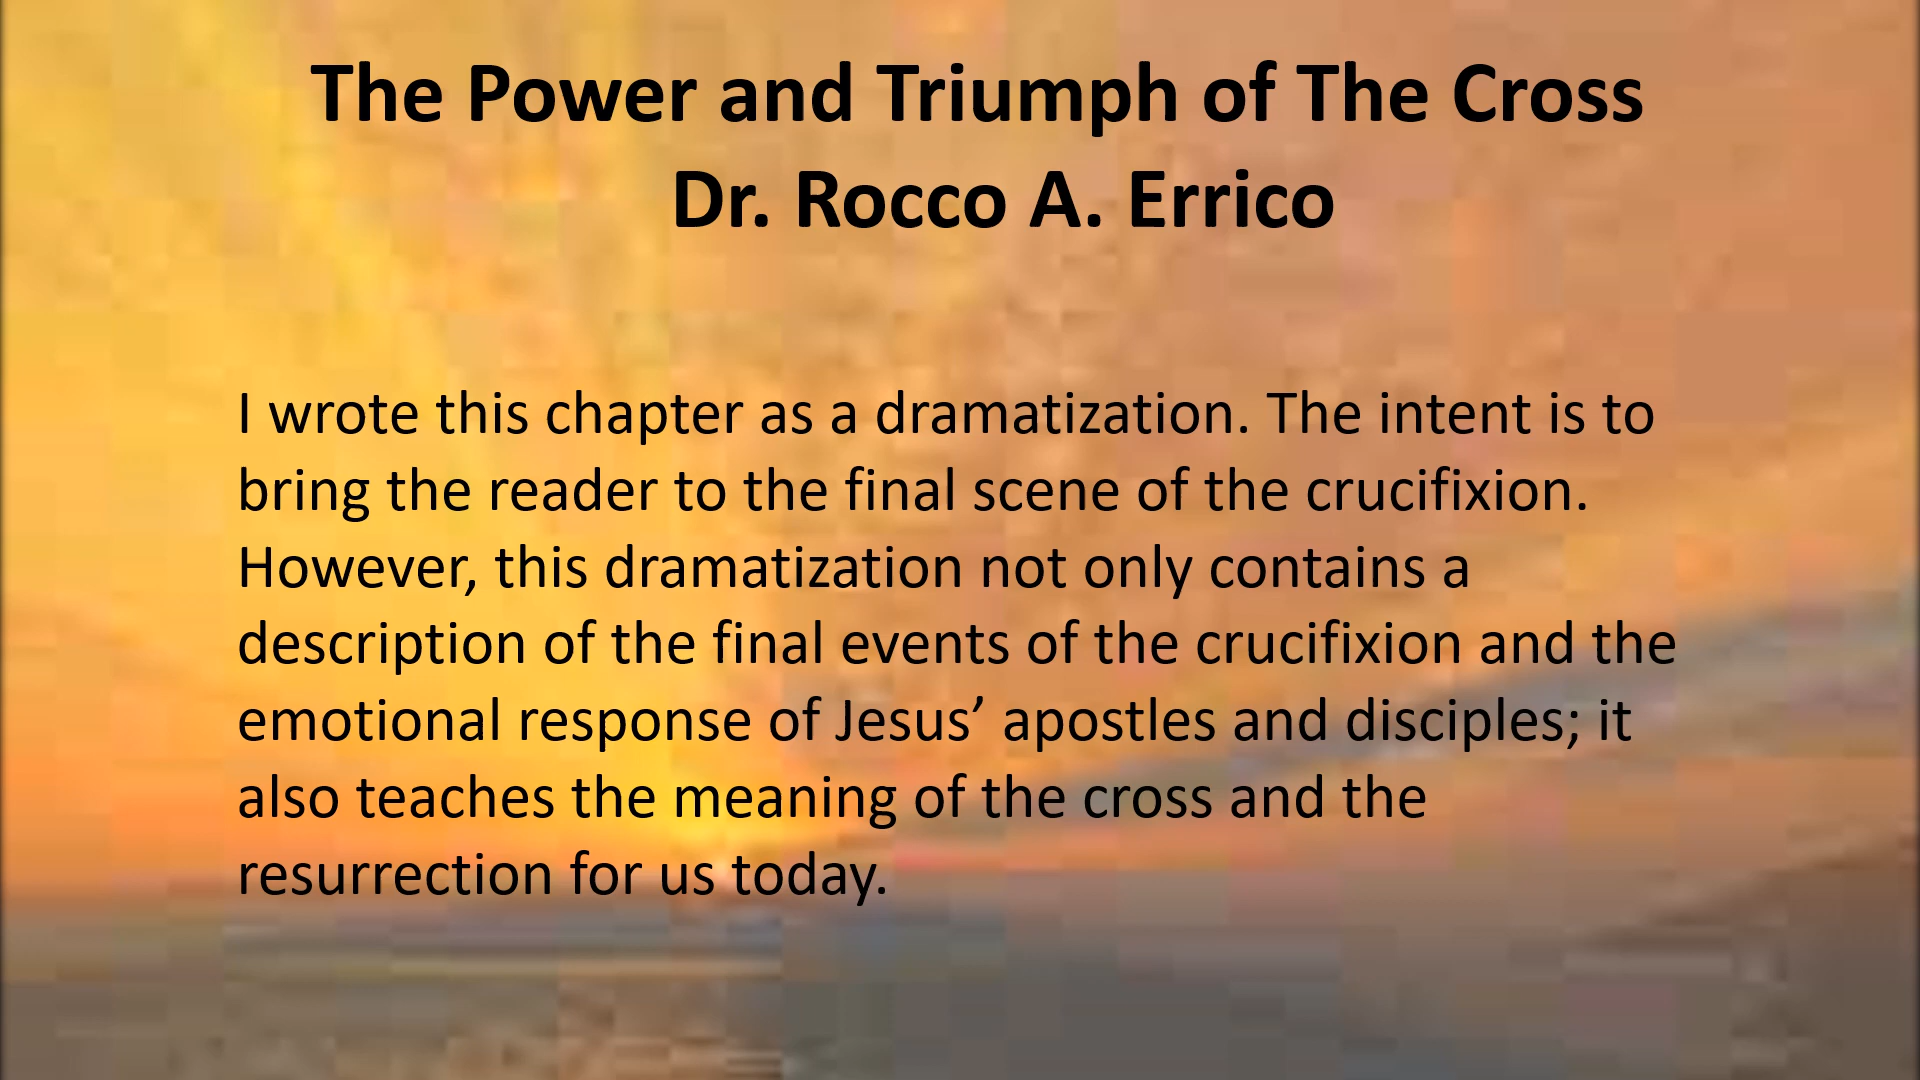 The Power and Triumph of The Cross
Dr. Rocco A. Errico
I wrote this chapter as a dramatization. The intent is to
bring the reader to the final scene of the crucifixion.
However, this dramatization not only contains a
description of the final events of the crucifixion and the
emotional response of Jesus’ apostles and disciples; it
also teaches the meaning of the cross and the
resurrection for us today.